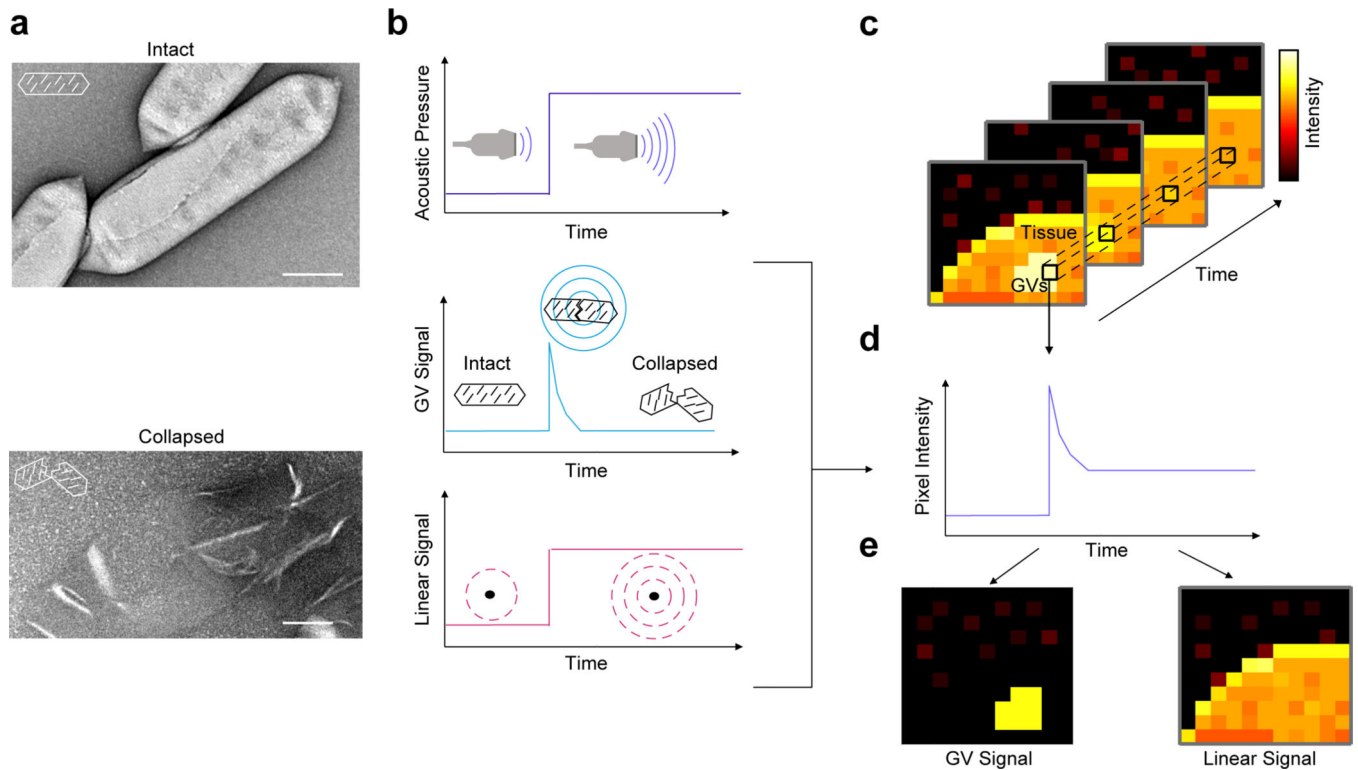 a
Intact
Collapsed
b
Acoustic Pressure
Time
GV Signal
Intact
Collapsed
Time
Linear Signal
Time
c
Intensity
Tissue
GVs
Time
d
Pixel Intensity
Time
e
GV Signal
Linear Signal